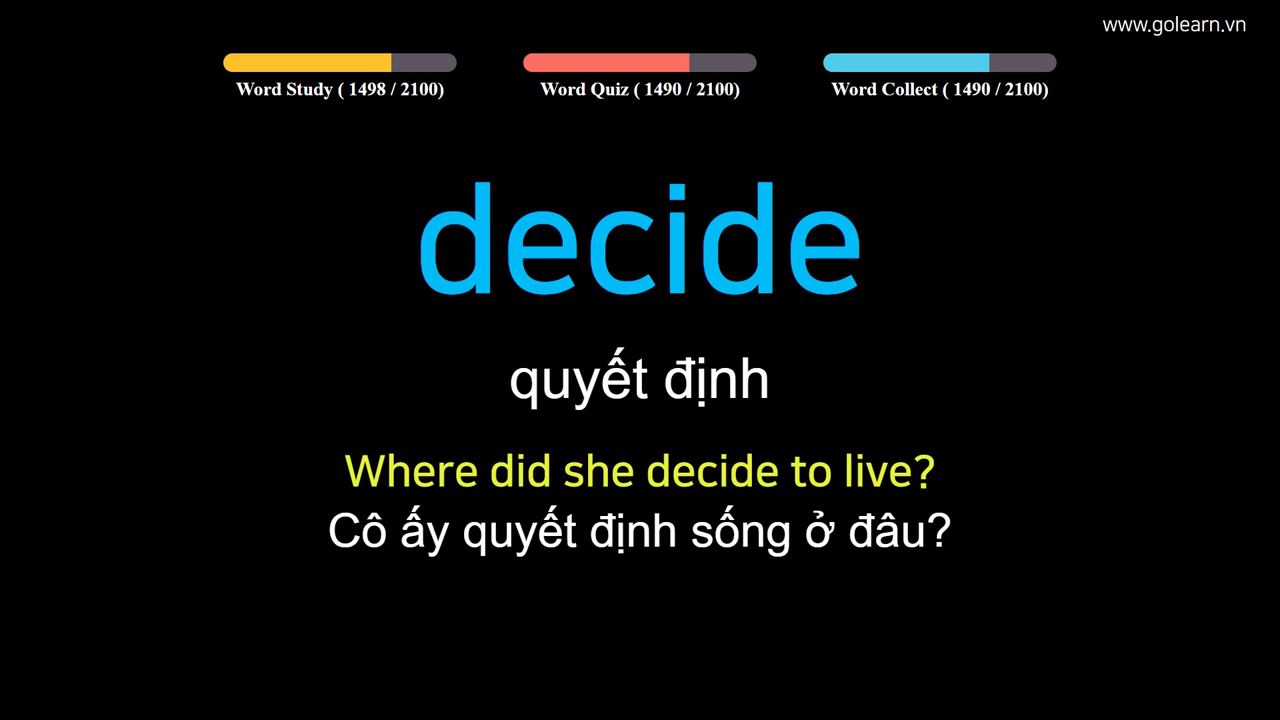 www.golearn.vn
Word Study ( 1498 / 2100)
Word Quiz ( 1490 / 2100)
Word Collect ( 1490 / 2100)
decide
quyết định
Where did she decide to live?
Cô ấy quyết định sống ở đâu?